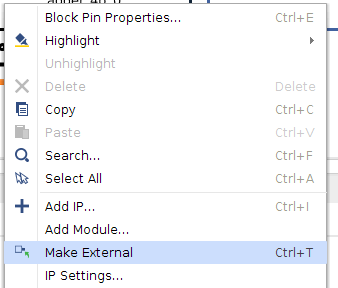 Block Pin Properties... Ctrl+E
Highlight
Unhighlight
Delete Delete
Copy Ctrl+C
Paste Ctrl+V
Search... Ctrl+F
Select All Ctrl+A
Add IP... Ctrl+I
Add Module...
Make External Ctrl+T
IP Settings...